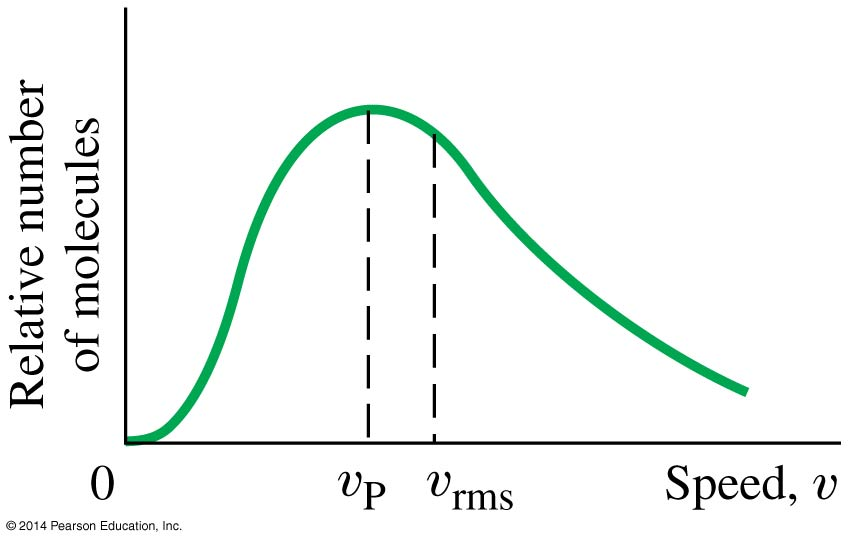 Relative number
of molecules
0
vP
vrms
Speed, v
© 2014 Pearson Education, Inc.